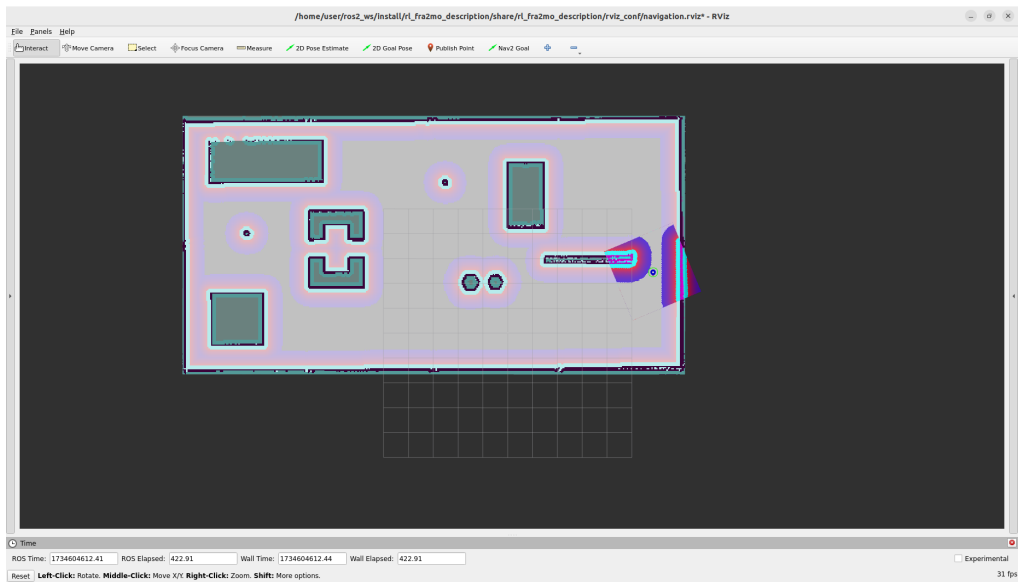 /home/user/ros2_ws/install/rl_fra2mo_description/share/rl_fra2mo_description/rviz_conf/navigation.rviz* - RViz
File Panels Help
Interact Move Camera Select Focus Camera Measure 2D Pose Estimate 2D Goal Pose Publish Point Nav2 Goal
Time
ROS Time: 1734604612.41 ROS Elapsed: 422.91 Wall Time: 1734604612.44 Wall Elapsed: 422.91 Experimental
Reset Left-Click: Rotate. Middle-Click: Move X/Y. Right-Click: Zoom. Shift: More options. 31 fps